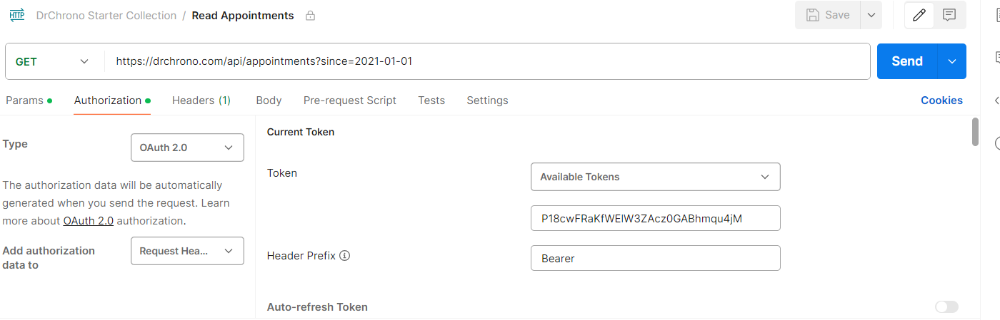 HTTP DrChrono Starter Collection / Read Appointments Save
GET https://drchrono.com/api/appointments?since=2021-01-01 Send
Params Authorization Headers (1) Body Pre-request Script Tests Settings Cookies
Type OAuth 2.0
The authorization data will be automatically
generated when you send the request. Learn
more about OAuth 2.0 authorization.
Add authorization
data to
Request Hea...
Current Token
Token Available Tokens
P18cwFRaKfWElW3ZAcz0GABhmqu4jM
Header Prefix Bearer
Auto-refresh Token